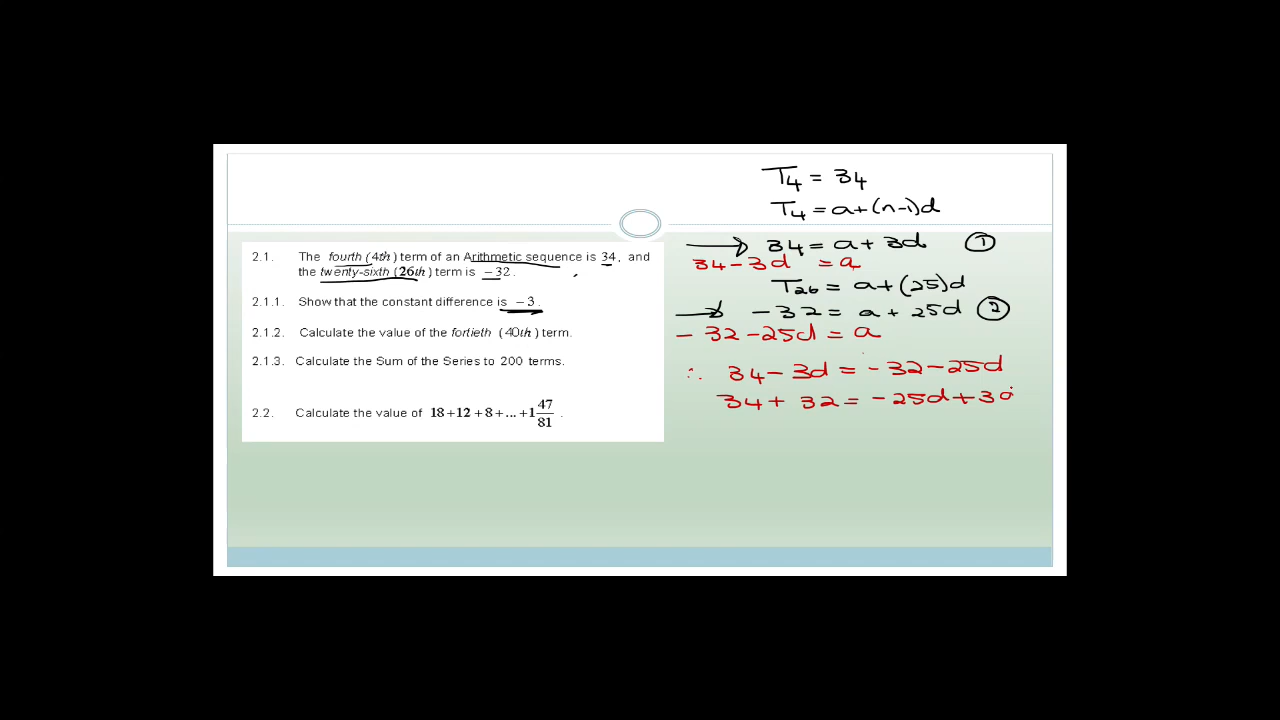 T4 = 34
T4 = a+(n-1)d
34 = a + 3d ①
34-3d = a
T26 = a+(25)d
-32 = a + 25d ②
-32-25d = a
∴ 34-3d = -32-25d
34+32 = -25d+3d
2.1. The fourth (4th) term of an Arithmetic sequence is 34, and
the twenty-sixth (26th) term is -32.
2.1.1. Show that the constant difference is -3.
2.1.2. Calculate the value of the fortieth (40th) term.
2.1.3. Calculate the Sum of the Series to 200 terms.
2.2. Calculate the value of 18+12+8+...+1 47/81.